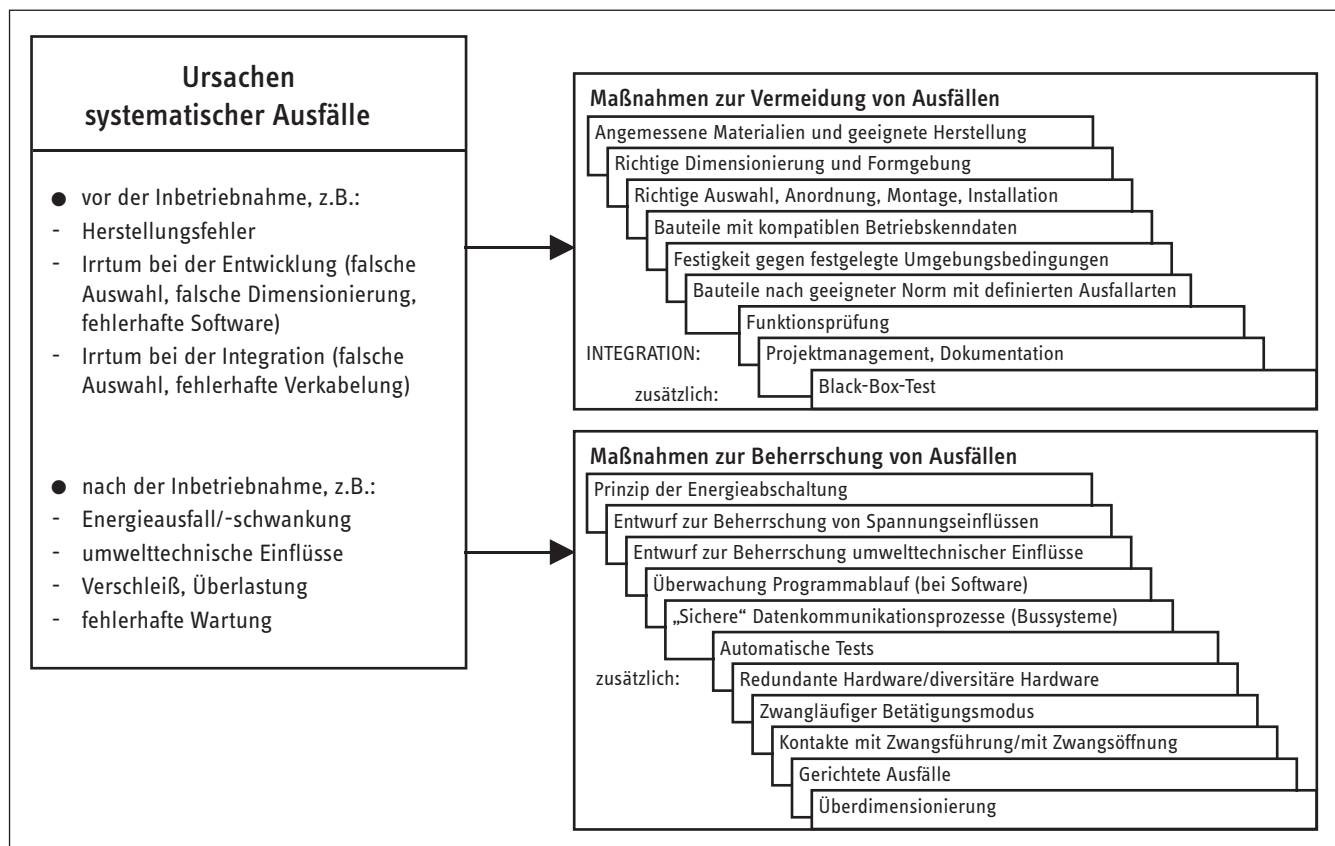 Ursachen
systematischer Ausfälle
● vor der Inbetriebnahme, z.B.:
- Herstellungsfehler
- Irrtum bei der Entwicklung (falsche
Auswahl, falsche Dimensionierung,
fehlerhafte Software)
- Irrtum bei der Integration (falsche
Auswahl, fehlerhafte Verkabelung)
● nach der Inbetriebnahme, z.B.:
- Energieausfall/-schwankung
- umwelttechnische Einflüsse
- Verschleiß, Überlastung
- fehlerhafte Wartung
Maßnahmen zur Vermeidung von Ausfällen
Angemessene Materialien und geeignete Herstellung
Richtige Dimensionierung und Formgebung
Richtige Auswahl, Anordnung, Montage, Installation
Bauteile mit kompatiblen Betriebskenndaten
Festigkeit gegen festgelegte Umgebungsbedingungen
Bauteile nach geeigneter Norm mit definierten Ausfallarten
Funktionsprüfung
INTEGRATION:
Projektmanagement, Dokumentation
zusätzlich:
Black-Box-Test
Maßnahmen zur Beherrschung von Ausfällen
Prinzip der Energieabschaltung
Entwurf zur Beherrschung von Spannungseinflüssen
Entwurf zur Beherrschung umwelttechnischer Einflüsse
Überwachung Programmablauf (bei Software)
„Sichere“ Datenkommunikationsprozesse (Bussysteme)
Automatische Tests
zusätzlich:
Redundante Hardware/diversitäre Hardware
Zwangläufiger Betätigungsmodus
Kontakte mit Zwangsführung/mit Zwangsöffnung
Gerichtete Ausfälle
Überdimensionierung